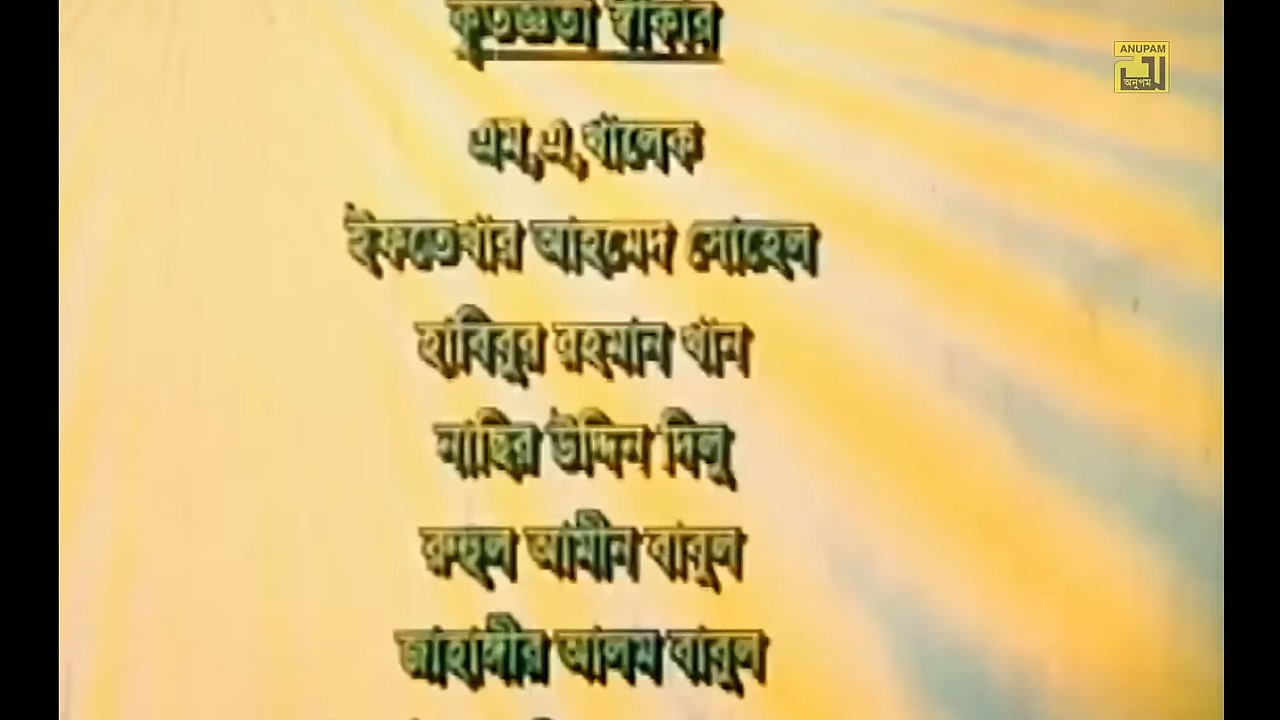 কৃতজ্ঞতা স্বীকার
ANUPAM
অনুপম
এম,এ,খালেক
ইফতেখার আহমেদ সোহেল
হাবিবুর রহমান খান
উদ্দিন দিলু
রুহুল আমীন বাবুল
জাহাঙ্গীর আলম বাবুল